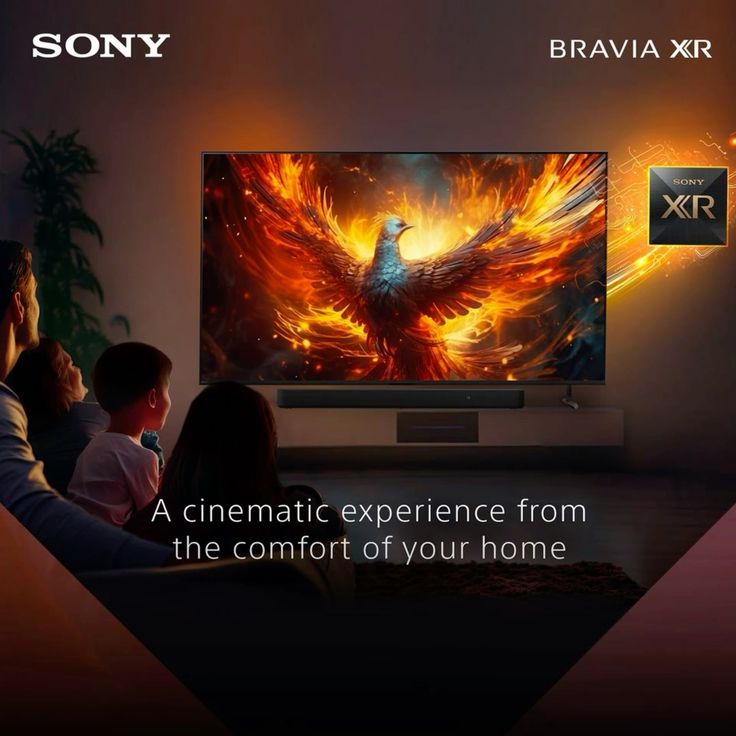 SONY
BRAVIA XR
SONY
XR
A cinematic experience from
the comfort of your home